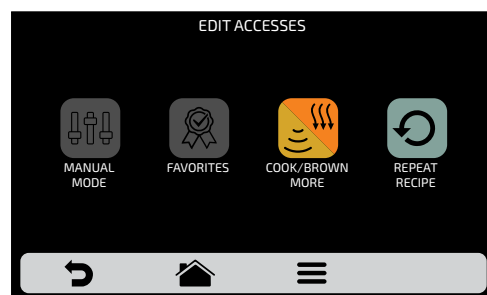 EDIT ACCESSES
MANUAL
MODE
FAVORITES
COOK/BROWN
MORE
REPEAT
RECIPE